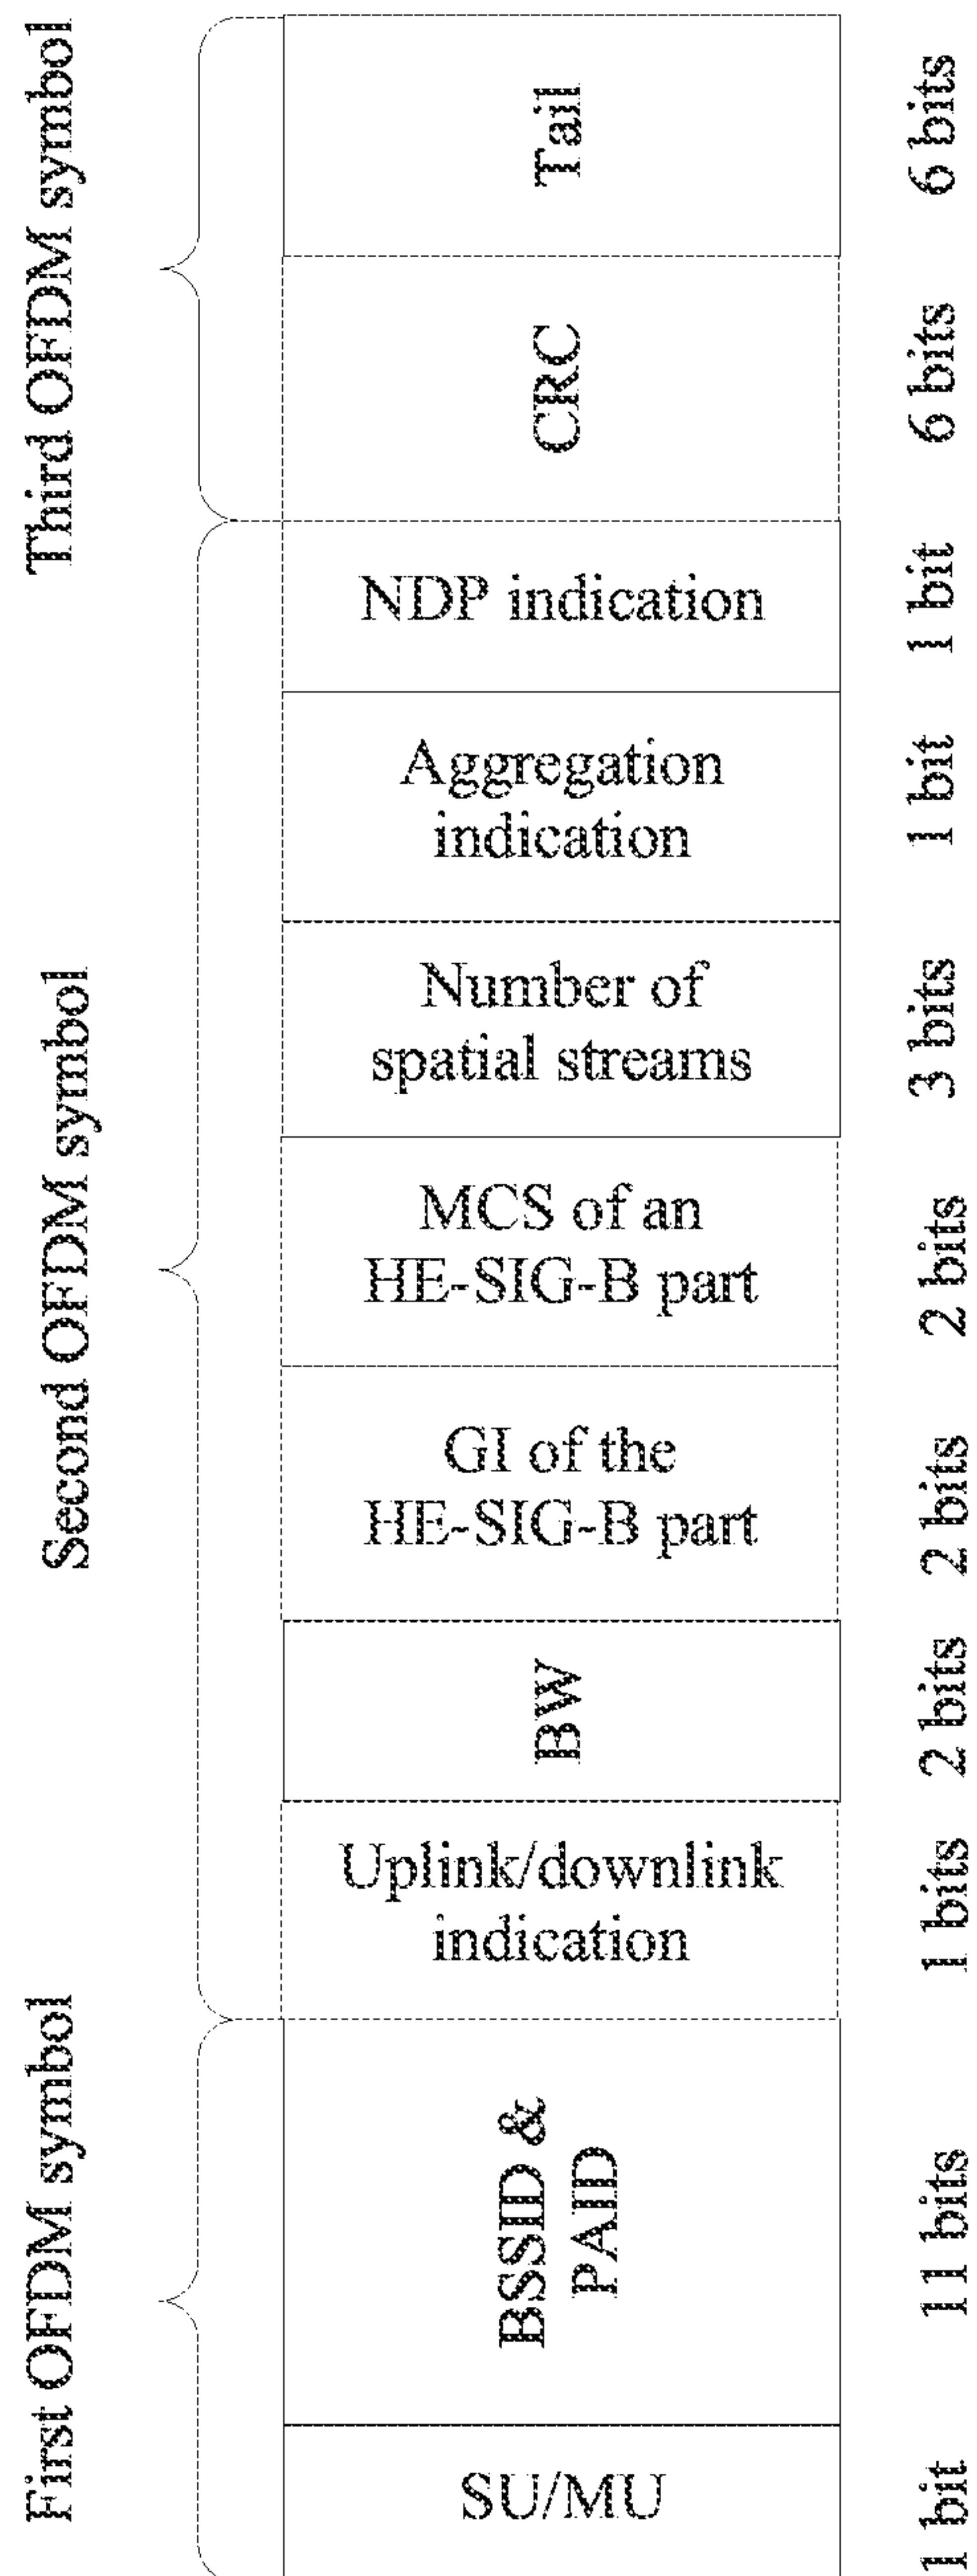 Third OFDM symbol
Tail
6 bits
CRC
6 bits
NDP indication
1 bit
Aggregation
indication
1 bit
Second OFDM symbol
Number of
spatial streams
3 bits
MCS of an
HE-SIG-B part
2 bits
GI of the
HE-SIG-B part
2 bits
BW
2 bits
Uplink/downlink
indication
1 bits
First OFDM symbol
BSSID &
PAID
11 bits
SU/MU
1 bit